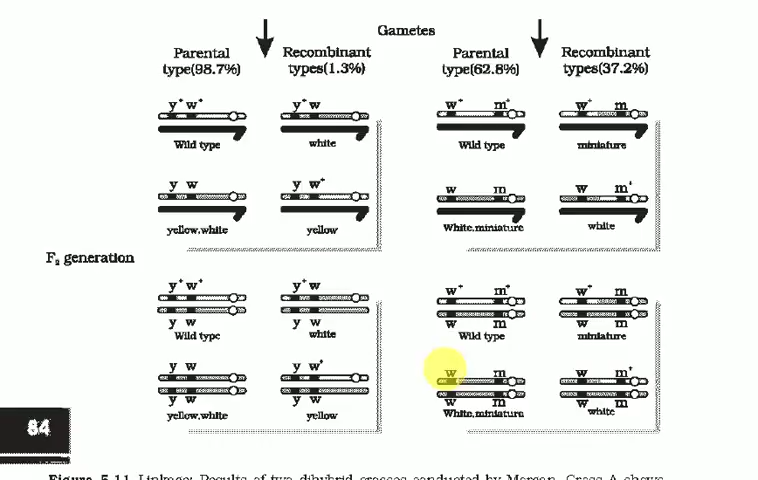 Gametes
Parental Recombinant Parental Recombinant
type(98.7%) types(1.3%) type(62.8%) types(37.2%)
y⁺ w⁺ y⁺ w w⁺ m⁺ w⁺ m
Wild type white Wild type miniature
y w y w⁺ w m w m⁺
yellow,white yellow White,miniature white
F₂ generation
y⁺ w⁺ y⁺ w w⁺ m⁺ w⁺ m
y w y w w m w m
Wild type white Wild type miniature
y w y w⁺ w m w m⁺
y w y w w m w m
yellow,white yellow White,miniature white
84
Figure 5.11 Linkage: Results of two dihybrid crosses conducted by Morgan. Cross A shows